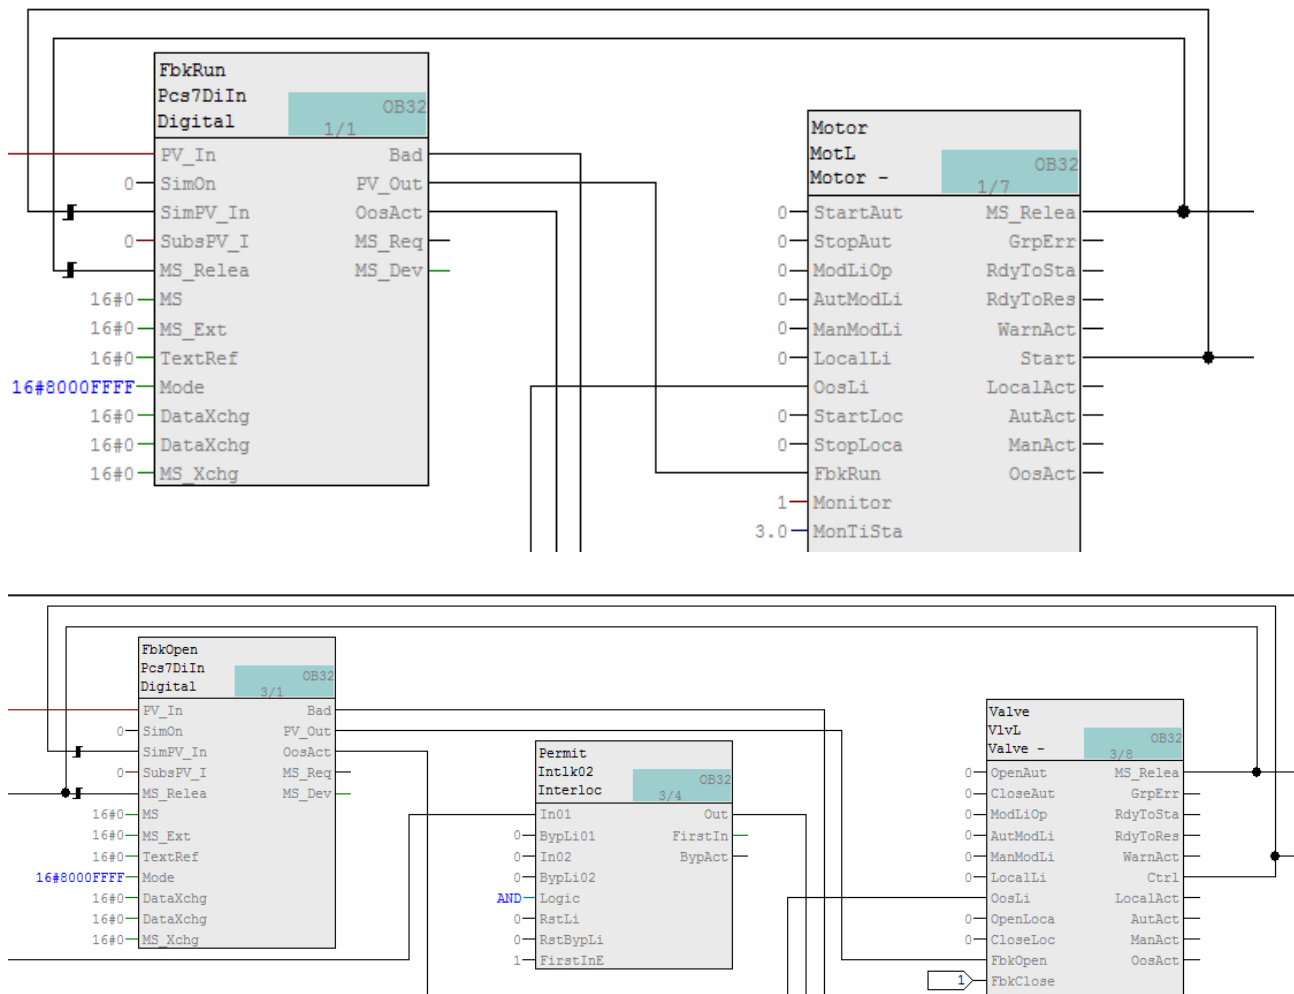 FbkRun
Pcs7DiIn
Digital
OB32
1/1
PV_In
Bad
0
SimOn
PV_Out
SimPV_In
OosAct
0
SubsPV_I
MS_Req
MS_Relea
MS_Dev
16#0
MS
16#0
MS_Ext
16#0
TextRef
16#8000FFFF
Mode
16#0
DataXchg
16#0
DataXchg
16#0
MS_Xchg
Motor
MotL
Motor -
OB32
1/7
0
StartAut
MS_Relea
0
StopAut
GrpErr
0
ModLiOp
RdyToSta
0
AutModLi
RdyToRes
0
ManModLi
WarnAct
0
LocalLi
Start
OosLi
LocalAct
0
StartLoc
AutAct
0
StopLoca
ManAct
FbkRun
OosAct
1
Monitor
3.0
MonTiSta
FbkOpen
Pcs7DiIn
Digital
OB32
3/1
PV_In
Bad
0
SimOn
PV_Out
SimPV_In
OosAct
0
SubsPV_I
MS_Req
MS_Relea
MS_Dev
16#0
MS
16#0
MS_Ext
16#0
TextRef
16#8000FFFF
Mode
16#0
DataXchg
16#0
DataXchg
16#0
MS_Xchg
Permit
Intlk02
Interloc
OB32
3/4
In01
Out
0
BypLi01
FirstIn
0
In02
BypAct
0
BypLi02
AND
Logic
0
RstLi
0
RstBypLi
1
FirstInE
Valve
VlvL
Valve -
OB32
3/8
0
OpenAut
MS_Relea
0
CloseAut
GrpErr
0
ModLiOp
RdyToSta
0
AutModLi
RdyToRes
0
ManModLi
WarnAct
0
LocalLi
Ctrl
OosLi
LocalAct
0
OpenLoca
AutAct
0
CloseLoc
ManAct
FbkOpen
OosAct
1
FbkClose